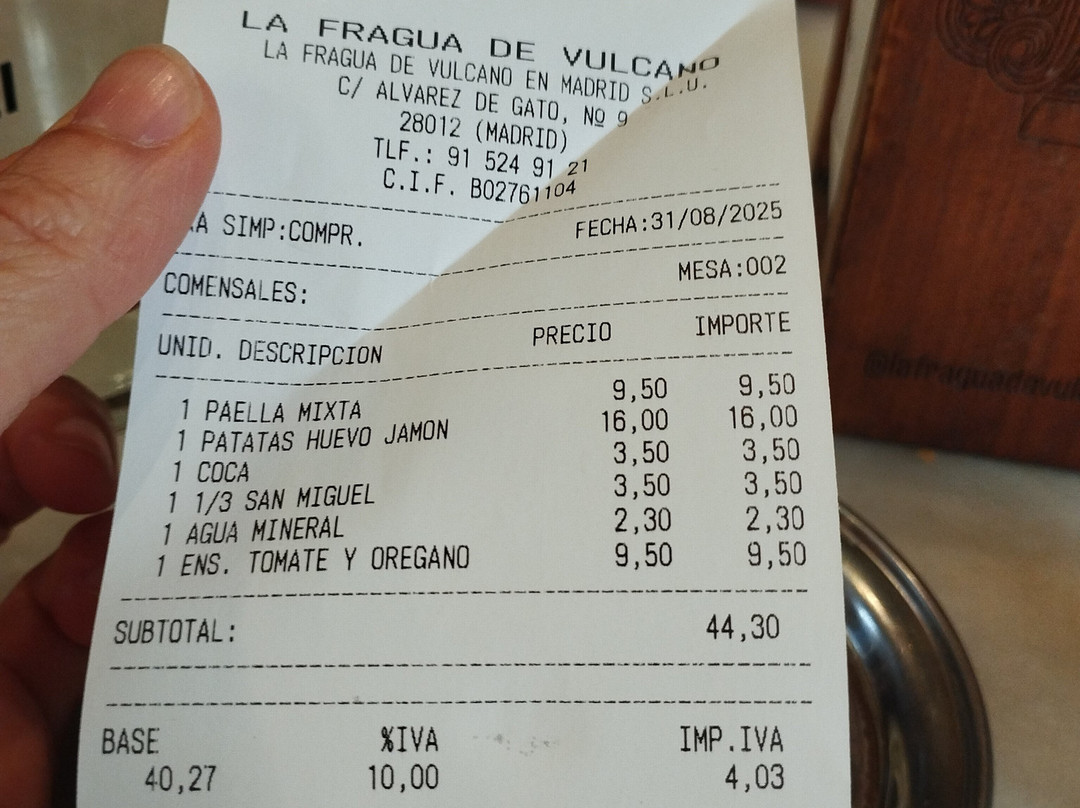 LA FRAGUA DE VULCANO
LA FRAGUA DE VULCANO EN MADRID S.L.U.
C/ ALVAREZ DE GATO, Nº 9
28012 (MADRID)
TLF.: 91 524 91 21
C.I.F. B02761104
A SIMP:COMPR. FECHA:31/08/2025
MESA:002
COMENSALES:
UNID. DESCRIPCION PRECIO IMPORTE
1 PAELLA MIXTA 9,50 9,50
1 PATATAS HUEVO JAMON 16,00 16,00
1 COCA 3,50 3,50
1 1/3 SAN MIGUEL 3,50 3,50
1 AGUA MINERAL 2,30 2,30
1 ENS. TOMATE Y OREGANO 9,50 9,50
SUBTOTAL: 44,30
BASE %IVA IMP.IVA
40,27 10,00 4,03